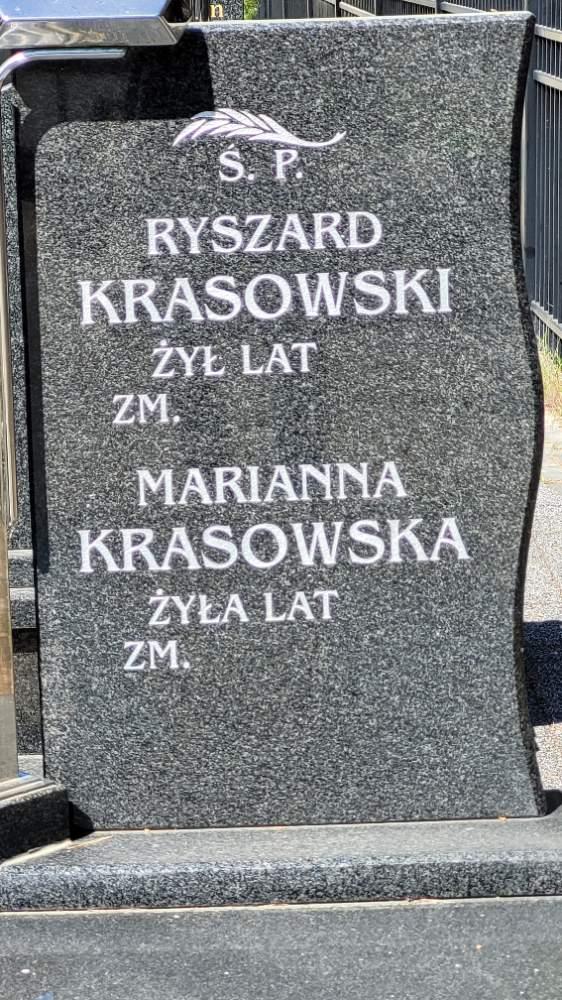 n
Ś. P.
RYSZARD
KRASOWSKI
ŻYŁ LAT
ZM.
MARIANNA
KRASOWSKA
ŻYŁA LAT
ZM.